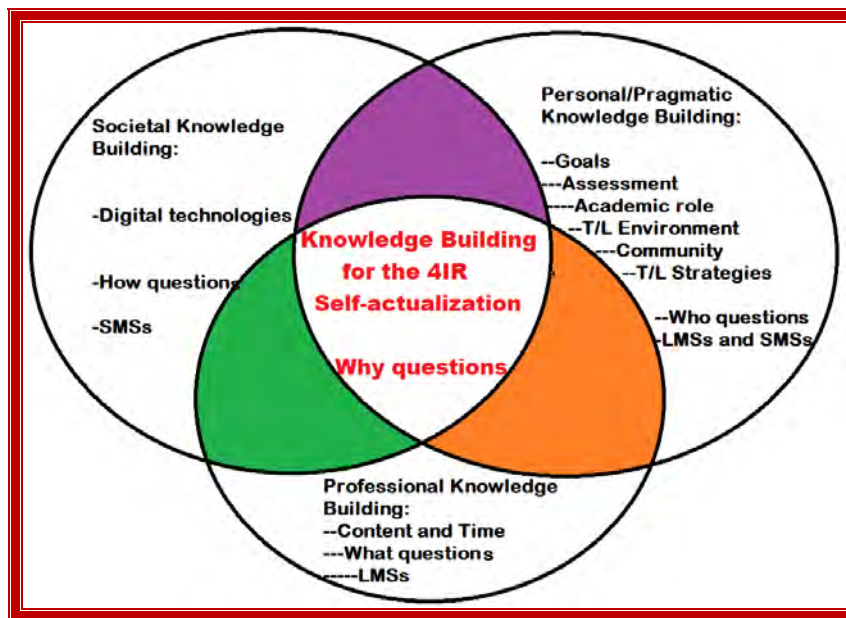 Societal Knowledge
Building:
-Digital technologies
-How questions
-SMSs
Personal/Pragmatic
Knowledge Building:
--Goals
---Assessment
----Academic role
--T/L Environment
---Community
--T/L Strategies
--Who questions
-LMSs and SMSs
Knowledge Building
for the 4IR
Self-actualization
Why questions
Professional Knowledge
Building:
--Content and Time
---What questions
-----LMSs